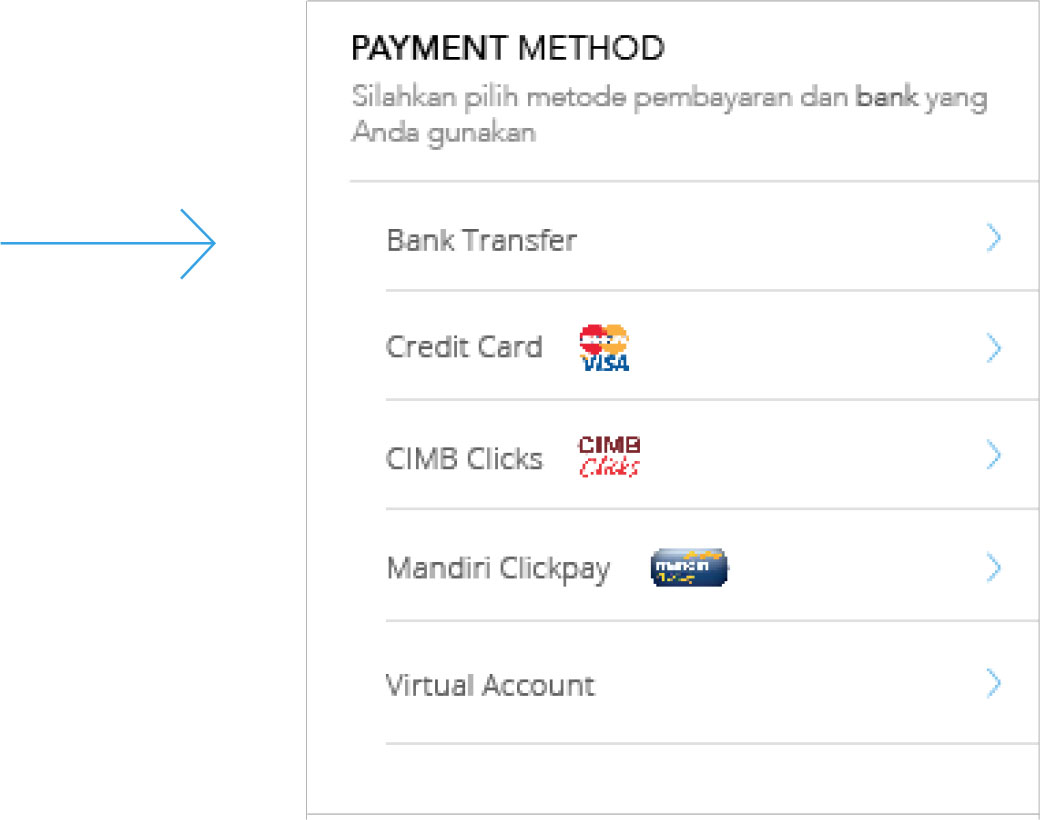 PAYMENT METHOD
Silahkan pilih metode pembayaran dan bank yang
Anda gunakan
Bank Transfer
Credit Card
VISA
CIMB Clicks
CIMB
Clicks
Mandiri Clickpay
mandiri
Virtual Account